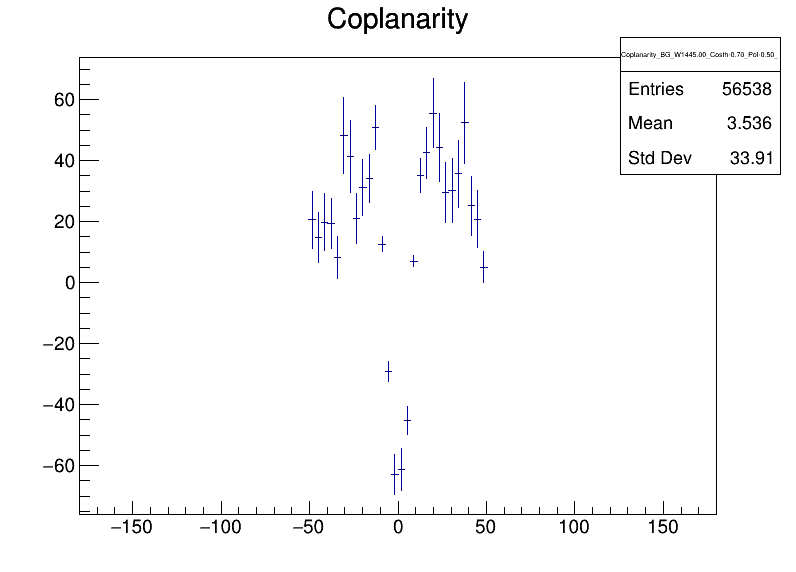 Coplanarity
Coplanarity_BG_W1445.00_Costh-0.70_Pol-0.50_
Entries 56538
Mean 3.536
Std Dev 33.91
60
40
20
0
−20
−40
−60
−150 −100 −50 0 50 100 150